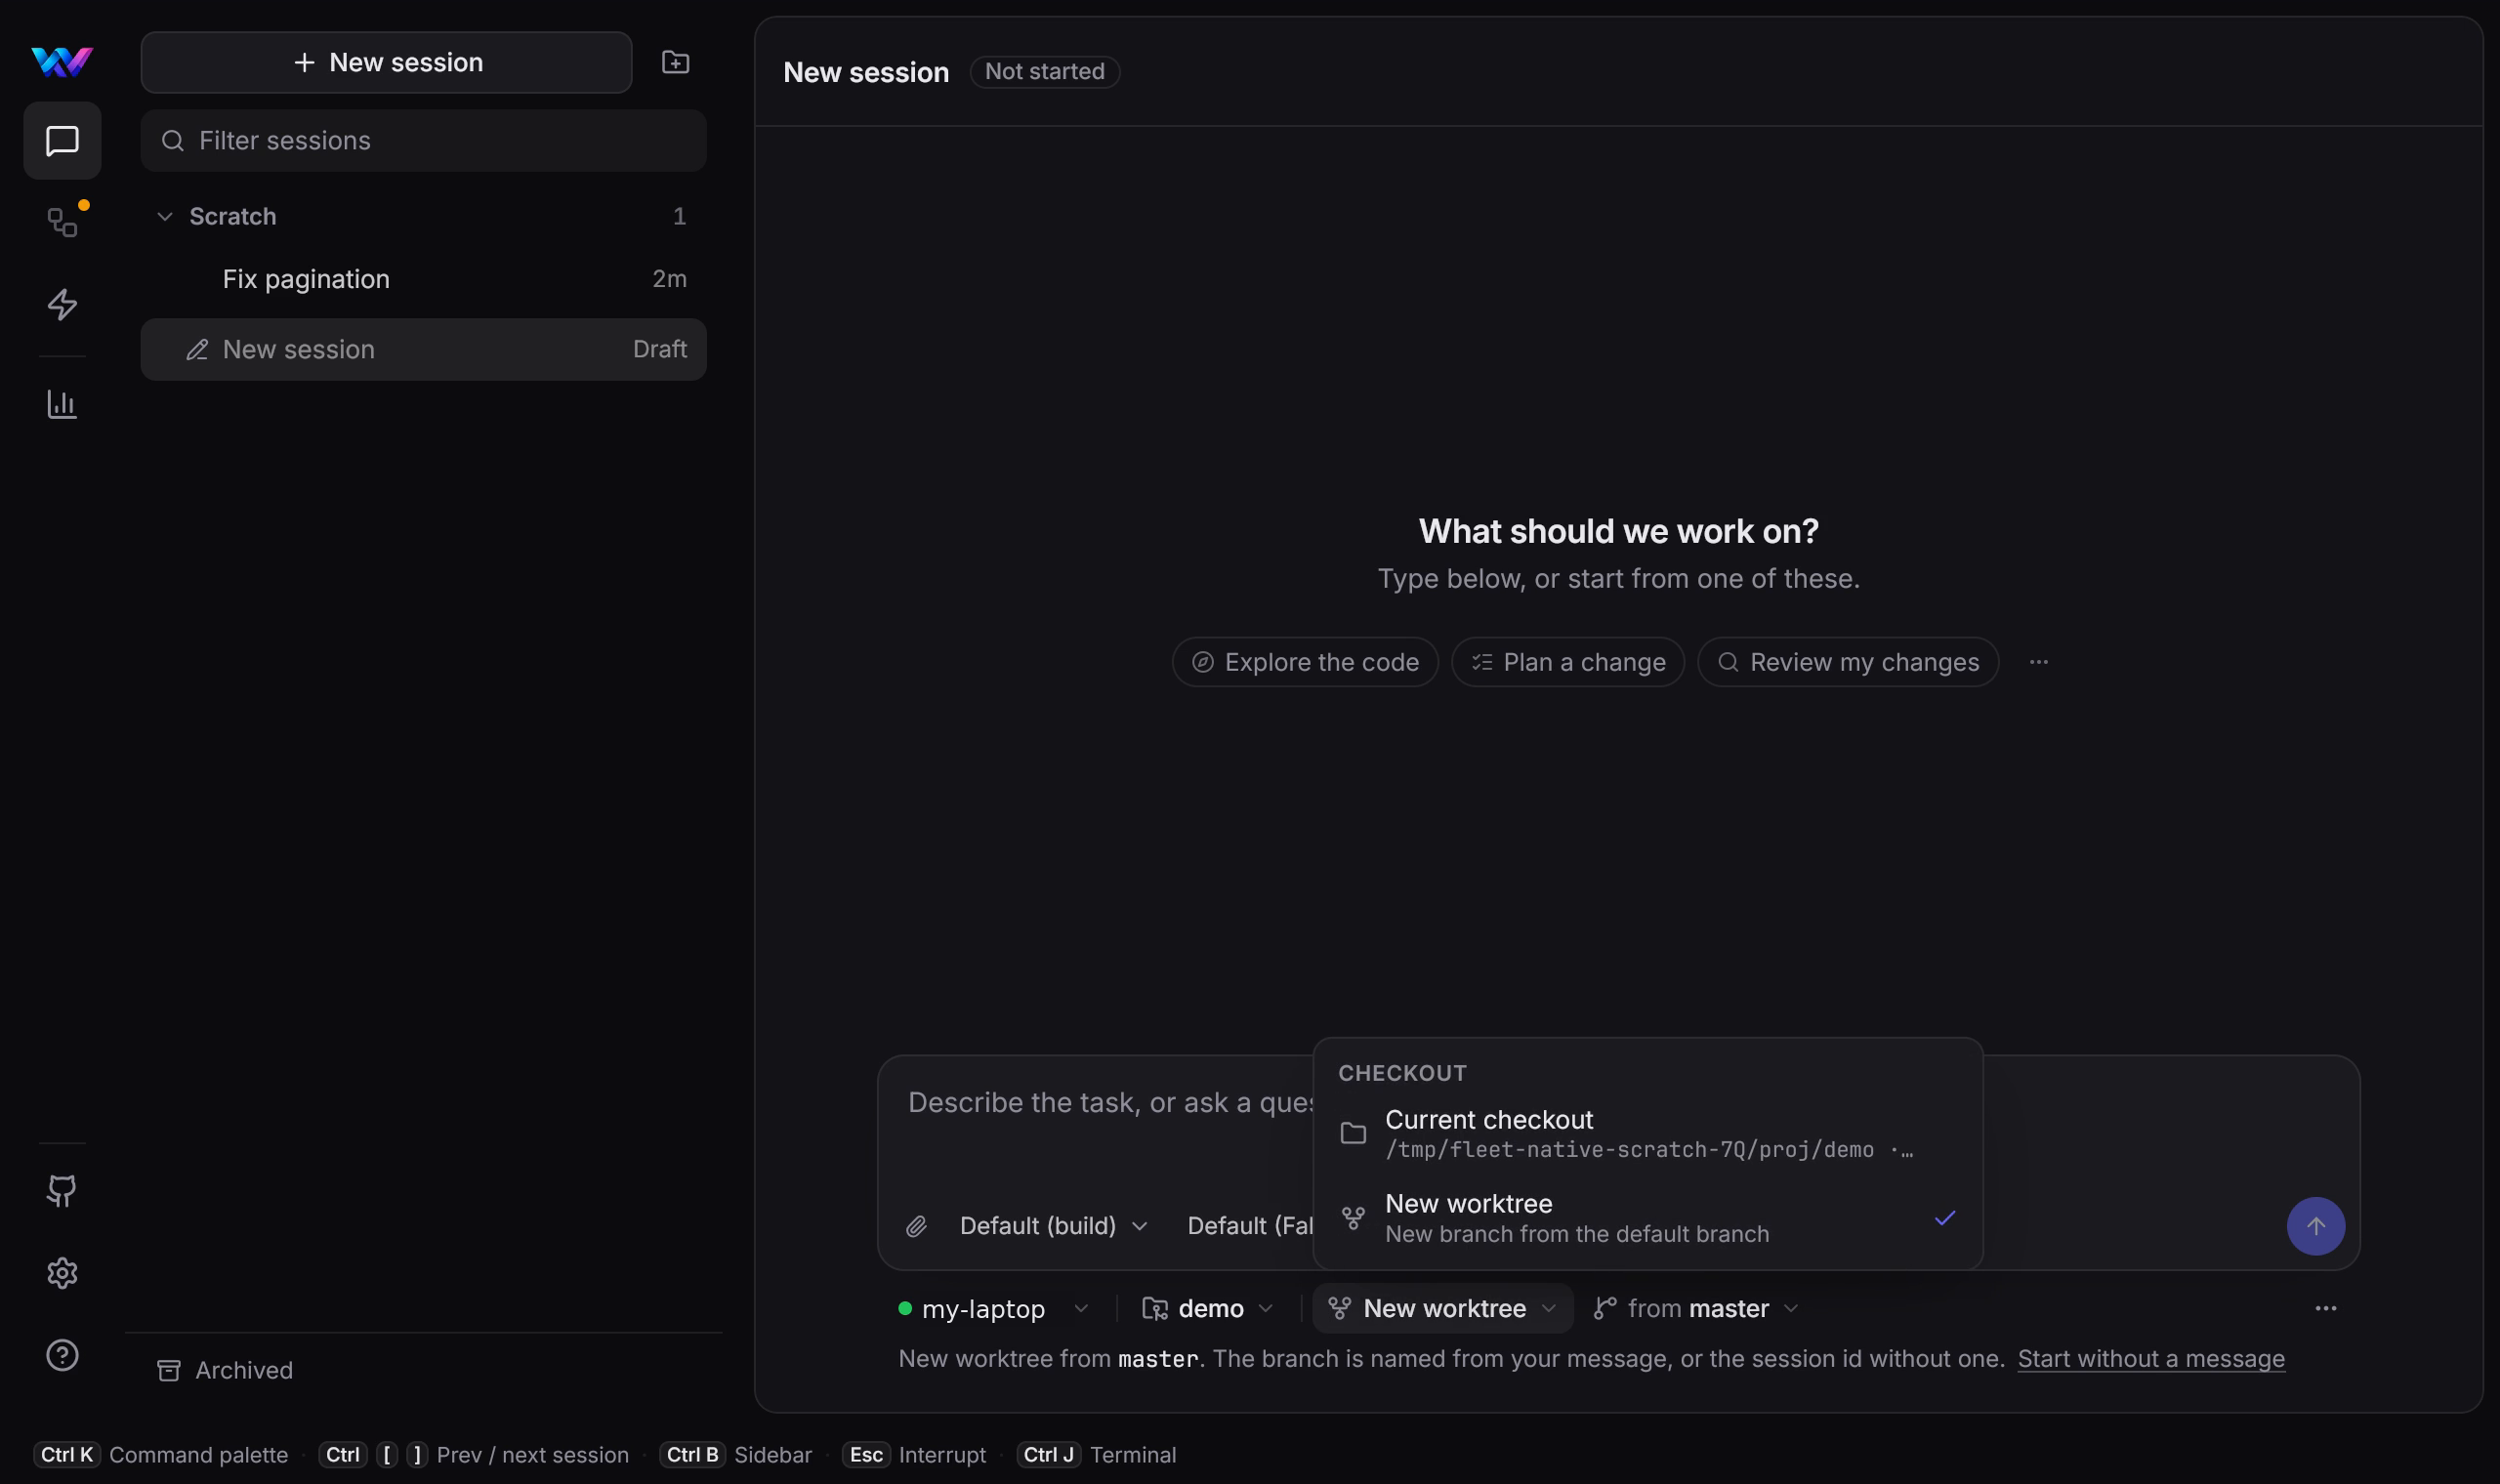 New session
Filter sessions
Scratch 1
Fix pagination 2m
New session Draft
Archived
New session Not started
What should we work on?
Type below, or start from one of these.
Explore the code Plan a change Review my changes
Describe the task, or ask a ques
CHECKOUT
Current checkout
/tmp/fleet-native-scratch-7Q/proj/demo ·…
New worktree
New branch from the default branch
Default (build) Default (Fal
my-laptop demo New worktree from master
New worktree from master. The branch is named from your message, or the session id without one. Start without a message
Ctrl K Command palette · Ctrl [ ] Prev / next session · Ctrl B Sidebar · Esc Interrupt · Ctrl J Terminal